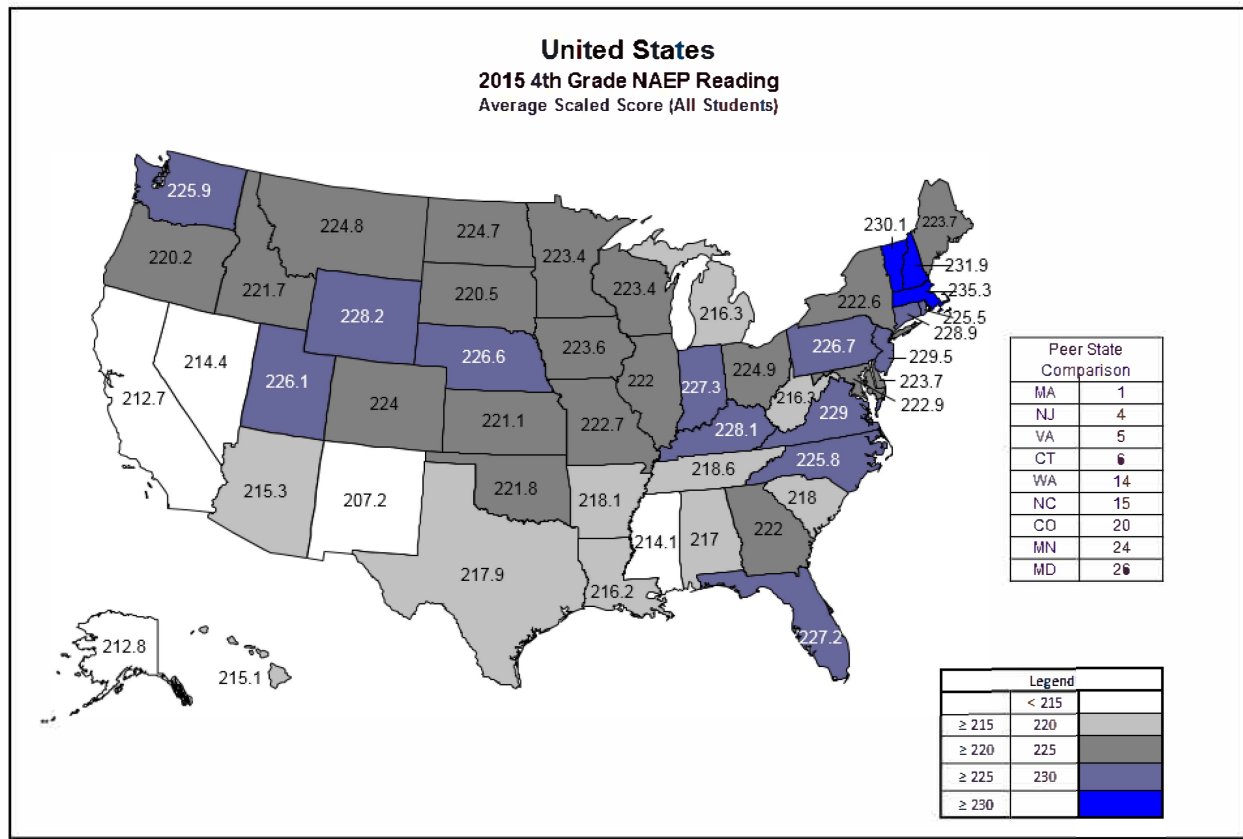 United States
2015 4th Grade NAEP Reading
Average Scaled Score (All Students)
225.9
224.8
224.7
223.4
230.1
223.7
220.2
221.7
220.5
223.4
231.9
235.3
216.3
222.6
225.5
228.2
228.9
214.4
226.6
223.6
226.7
229.5
212.7
226.1
222
227.3
224.9
223.7
224
221.1
222.7
216.3
222.9
229
228.1
215.3
207.2
221.8
218.1
218.6
225.8
218
214.1
217
222
217.9
216.2
227.2
212.8
215.1
Peer State
Comparison
MA 1
NJ 4
VA 5
CT 6
WA 14
NC 15
CO 20
MN 24
MD 26
Legend
< 215
≥ 215 220
≥ 220 225
≥ 225 230
≥ 230